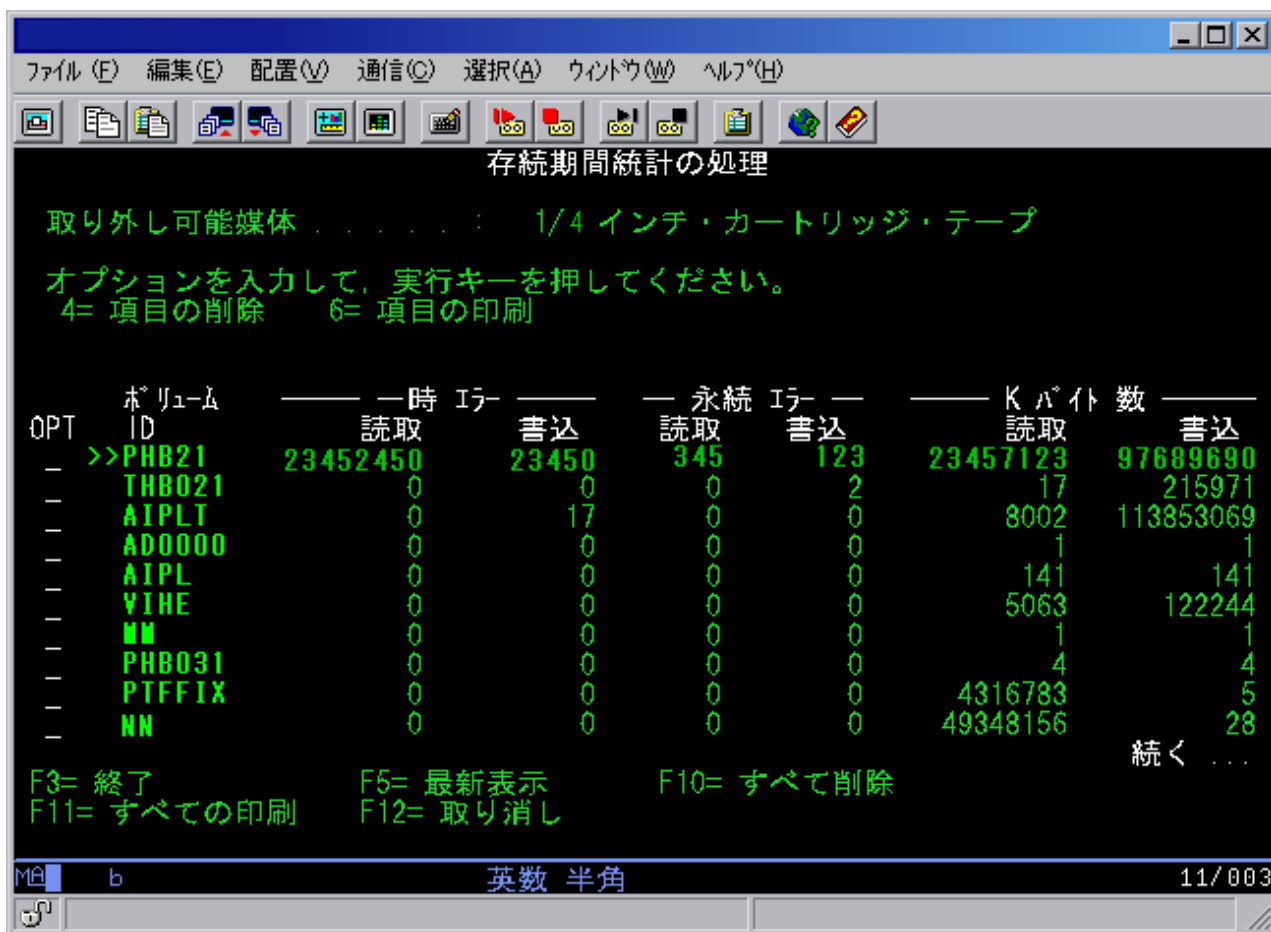 ファイル (F) 編集(E) 配置(V) 通信(C) 選択(A) ウィンドウ(W) ヘルプ(H)
存続期間統計の処理
取り外し可能媒体 . . . . . : 1/4 インチ・カートリッジ・テープ
オプションを入力して, 実行キーを押してください。
4= 項目の削除 6= 項目の印刷
ボリューム ―――― 一時 エラー ――― ― 永続 エラー ― ―――― K バイト 数 ―――
OPT ID 読取 書込 読取 書込 読取 書込
_ >>PHB21 23452450 23450 345 123 23457123 97689690
_ THB021 0 0 0 2 17 215971
_ AIPLT 0 17 0 0 8002 113853069
_ AD0000 0 0 0 0 1 1
_ AIPL 0 0 0 0 141 141
_ VIHE 0 0 0 0 5063 122244
_ MM 0 0 0 0 1 1
_ PHB031 0 0 0 0 4 4
_ PTFFIX 0 0 0 0 4316783 5
_ NN 0 0 0 0 49348156 28
続く ...
F3= 終了 F5= 最新表示 F10= すべて削除
F11= すべての印刷 F12= 取り消し
MA b 英数 半角 11/003